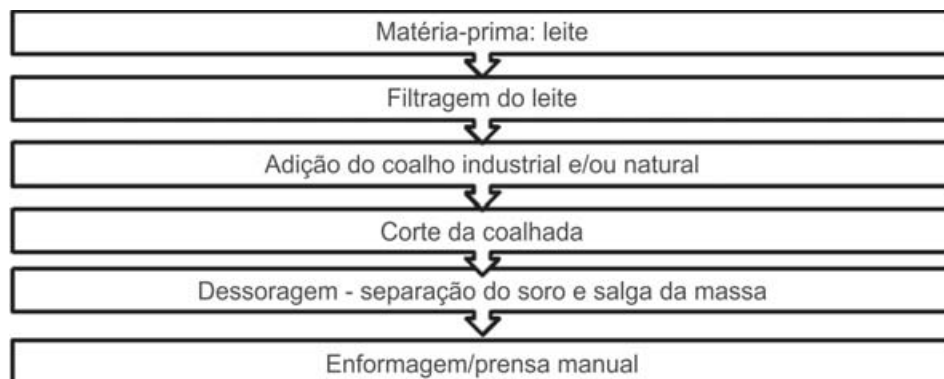 Matéria-prima: leite
Filtragem do leite
Adição do coalho industrial e/ou natural
Corte da coalhada
Dessoragem - separação do soro e salga da massa
Enformagem/prensa manual